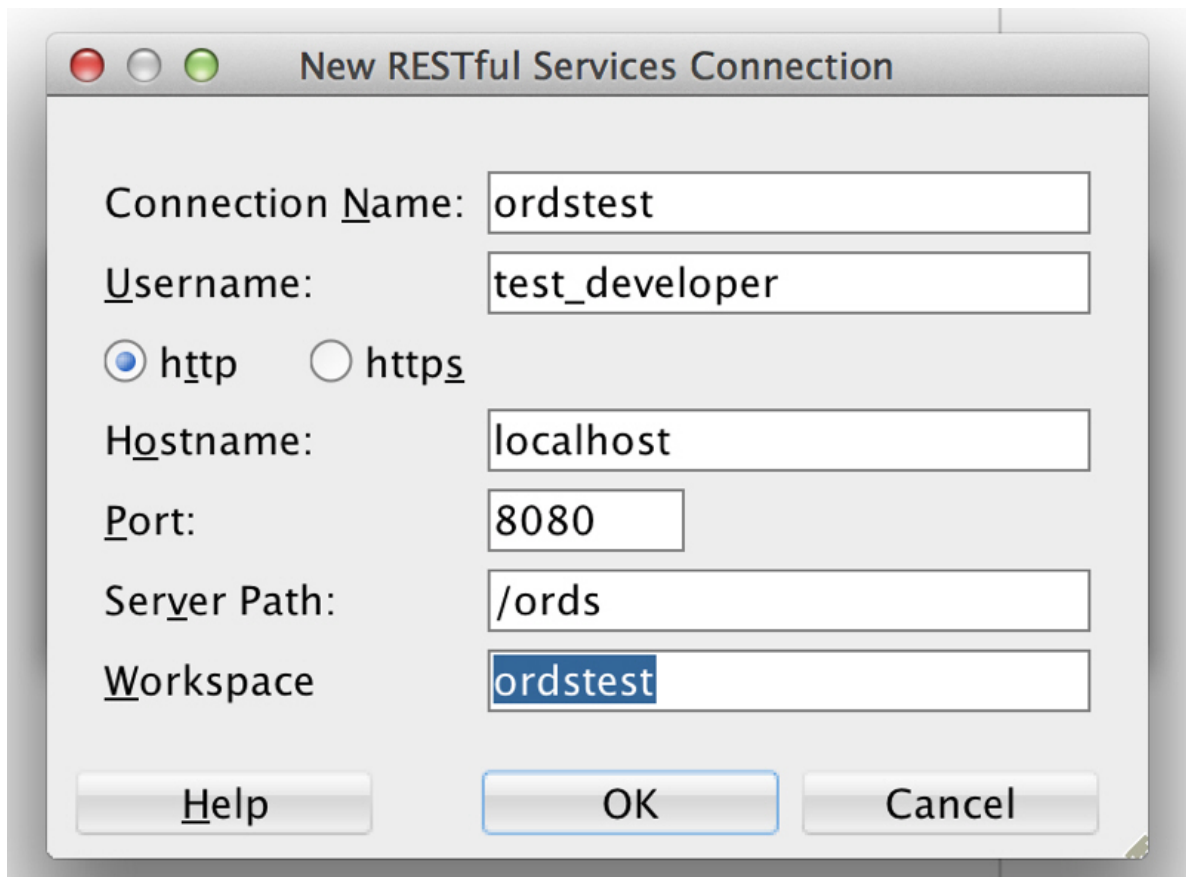 New RESTful Services Connection
Connection Name: ordstest
Username: test_developer
http https
Hostname: localhost
Port: 8080
Server Path: /ords
Workspace ordstest
Help OK Cancel